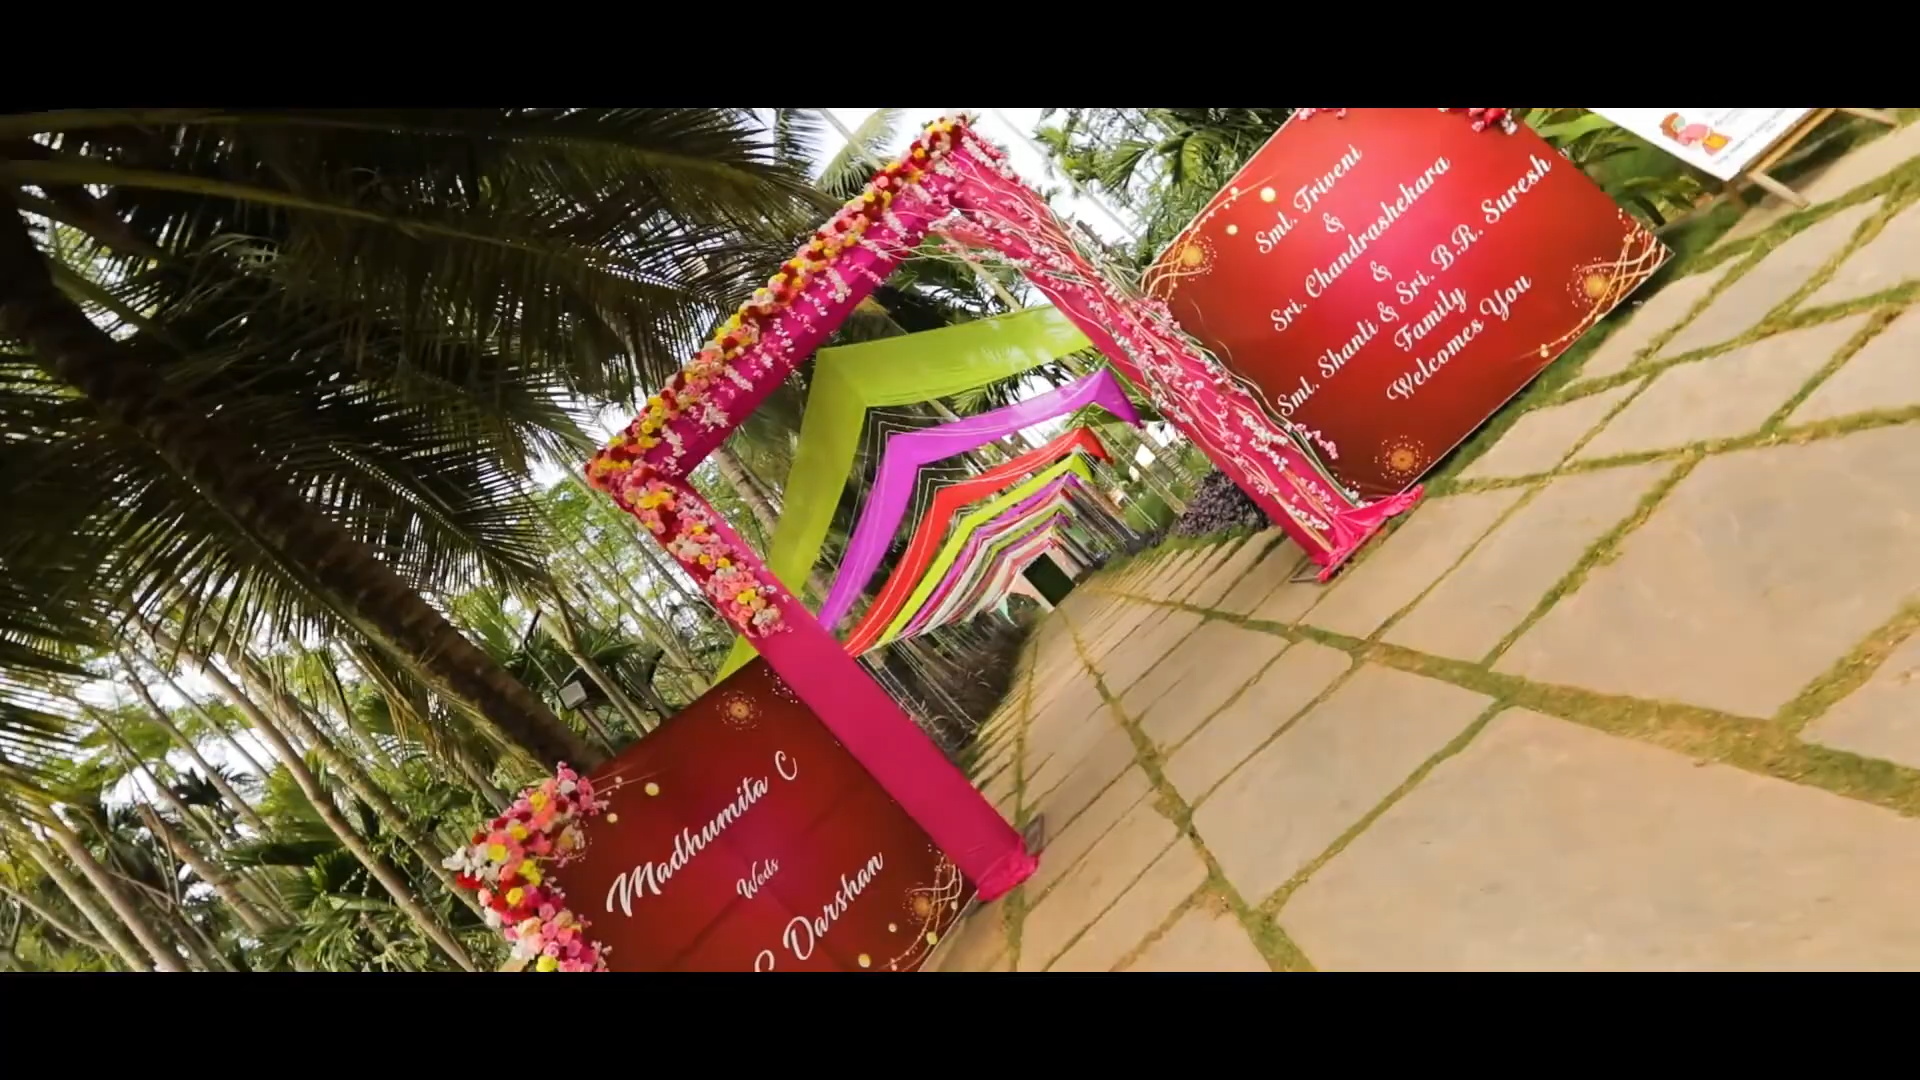 Madhumita C
Weds
C Darshan
Smt. Triveni
&
Sri. Chandrashekara
&
Smt. Shanti & Sri. B.R. Suresh
Family
Welcomes You